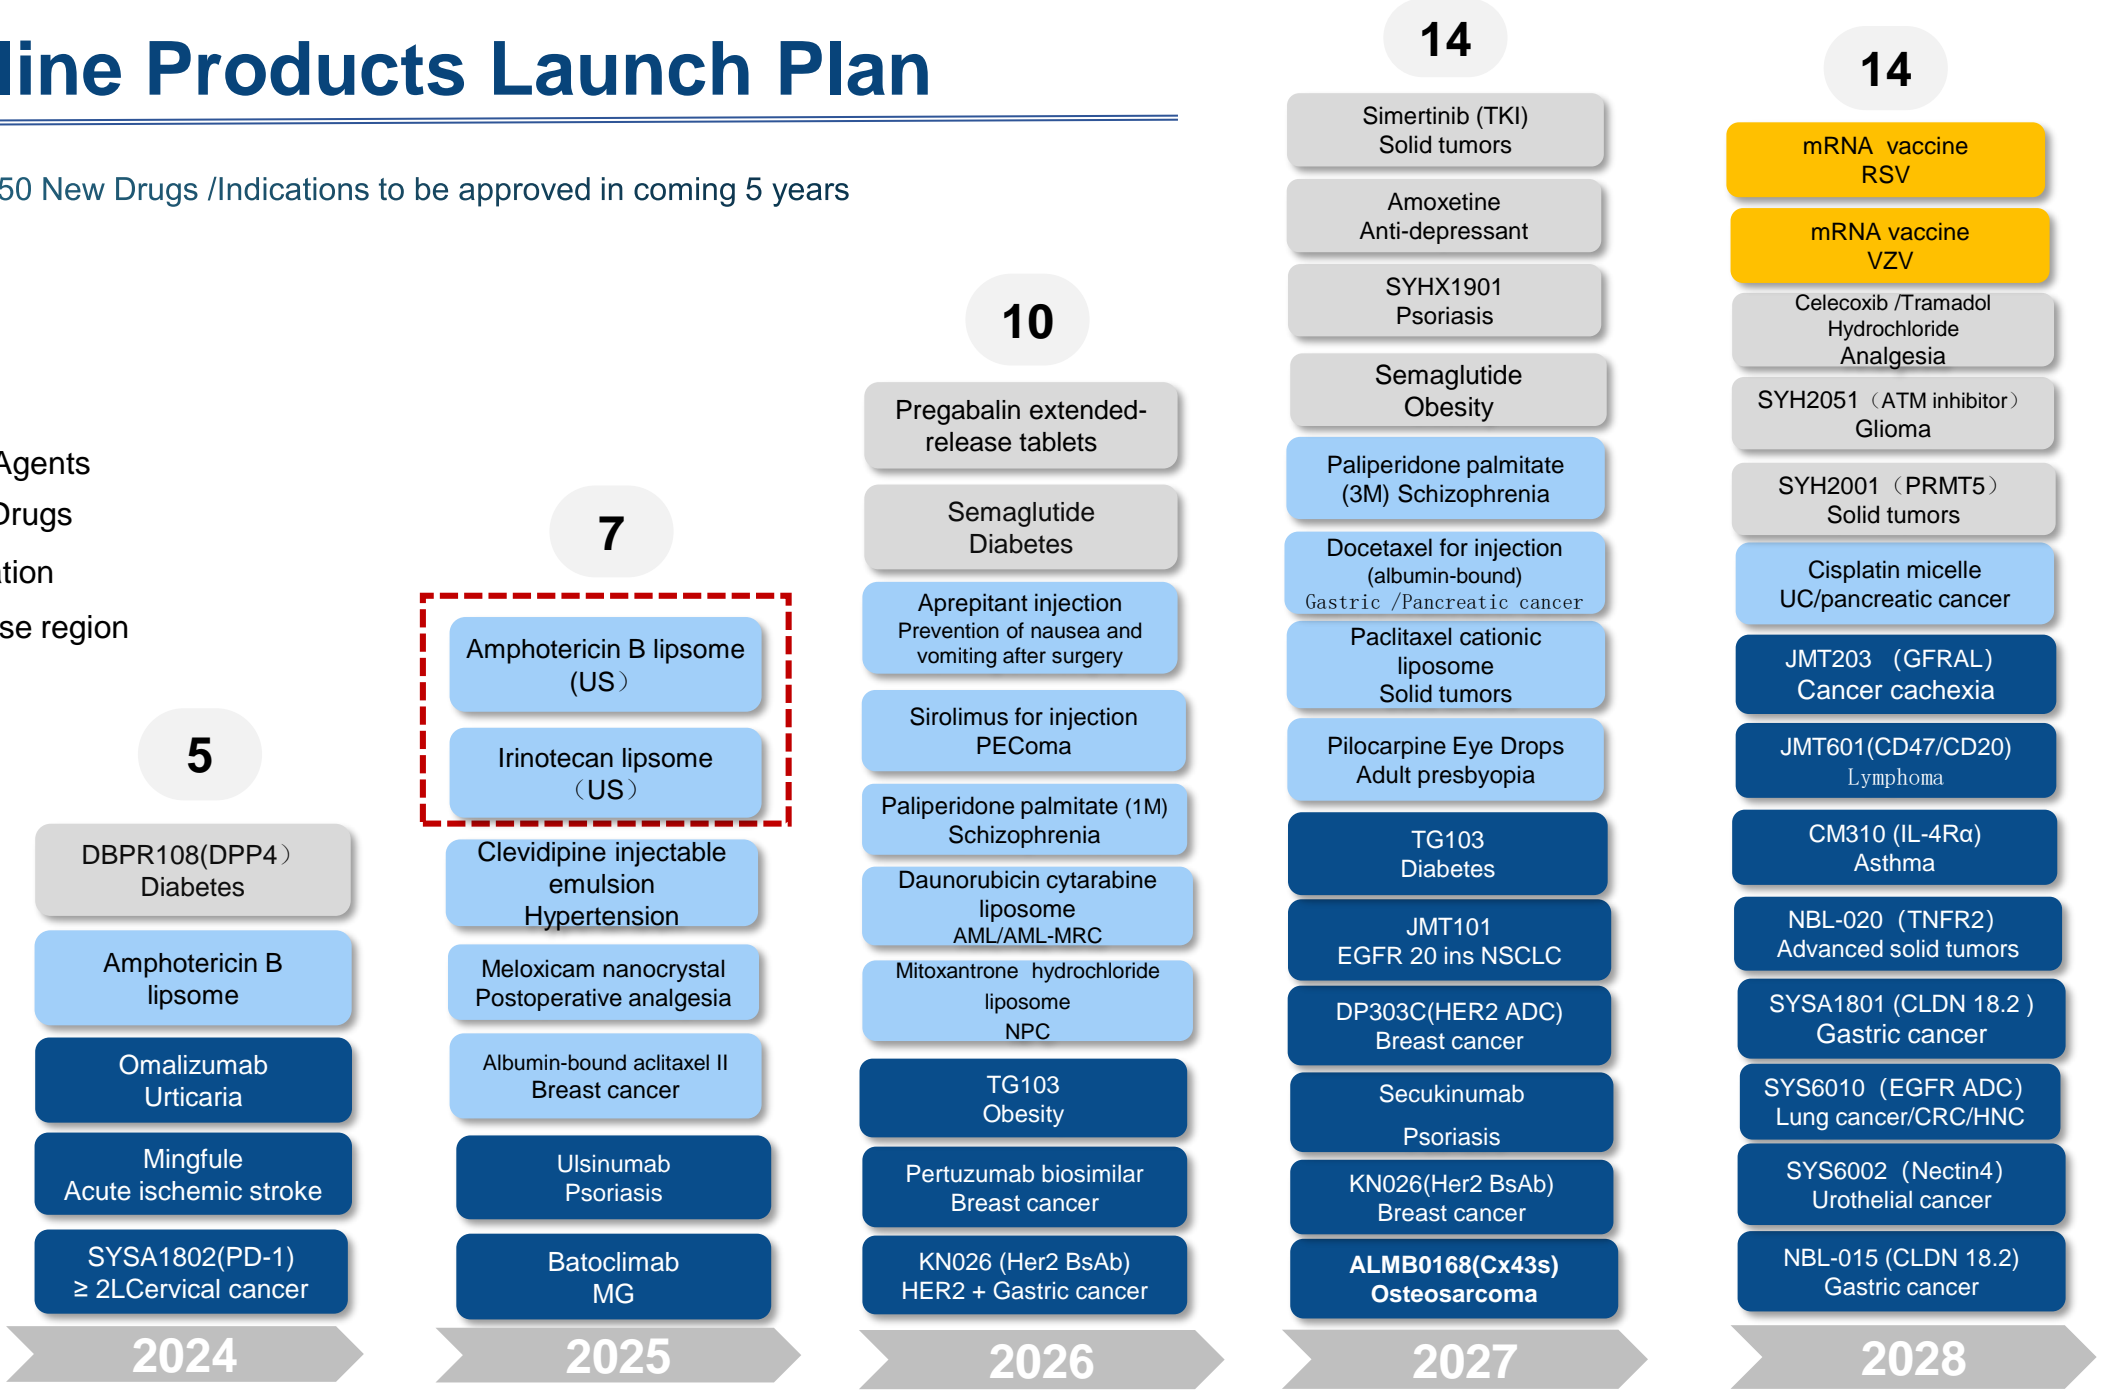 line Products Launch Plan
50 New Drugs /Indications to be approved in coming 5 years
Agents
Drugs
ation
se region
5
DBPR108(DPP4）
Diabetes
Amphotericin B
lipsome
Omalizumab
Urticaria
Mingfule
Acute ischemic stroke
SYSA1802(PD-1)
≥ 2LCervical cancer
2024
7
Amphotericin B lipsome
(US）
Irinotecan lipsome
（US）
Clevidipine injectable
emulsion
Hypertension
Meloxicam nanocrystal
Postoperative analgesia
Albumin-bound aclitaxel II
Breast cancer
Ulsinumab
Psoriasis
Batoclimab
MG
2025
10
Pregabalin extended-
release tablets
Semaglutide
Diabetes
Aprepitant injection
Prevention of nausea and
vomiting after surgery
Sirolimus for injection
PEComa
Paliperidone palmitate (1M)
Schizophrenia
Daunorubicin cytarabine
liposome
AML/AML-MRC
Mitoxantrone hydrochloride
liposome
NPC
TG103
Obesity
Pertuzumab biosimilar
Breast cancer
KN026 (Her2 BsAb)
HER2 + Gastric cancer
2026
14
Simertinib (TKI)
Solid tumors
Amoxetine
Anti-depressant
SYHX1901
Psoriasis
Semaglutide
Obesity
Paliperidone palmitate
(3M) Schizophrenia
Docetaxel for injection
(albumin-bound)
Gastric /Pancreatic cancer
Paclitaxel cationic
liposome
Solid tumors
Pilocarpine Eye Drops
Adult presbyopia
TG103
Diabetes
JMT101
EGFR 20 ins NSCLC
DP303C(HER2 ADC)
Breast cancer
Secukinumab
Psoriasis
KN026(Her2 BsAb)
Breast cancer
ALMB0168(Cx43s)
Osteosarcoma
2027
14
mRNA vaccine
RSV
mRNA vaccine
VZV
Celecoxib /Tramadol
Hydrochloride
Analgesia
SYH2051（ATM inhibitor）
Glioma
SYH2001（PRMT5）
Solid tumors
Cisplatin micelle
UC/pancreatic cancer
JMT203 （GFRAL）
Cancer cachexia
JMT601(CD47/CD20)
Lymphoma
CM310 (IL-4Rα)
Asthma
NBL-020（TNFR2）
Advanced solid tumors
SYSA1801 (CLDN 18.2 )
Gastric cancer
SYS6010（EGFR ADC）
Lung cancer/CRC/HNC
SYS6002（Nectin4）
Urothelial cancer
NBL-015 (CLDN 18.2)
Gastric cancer
2028